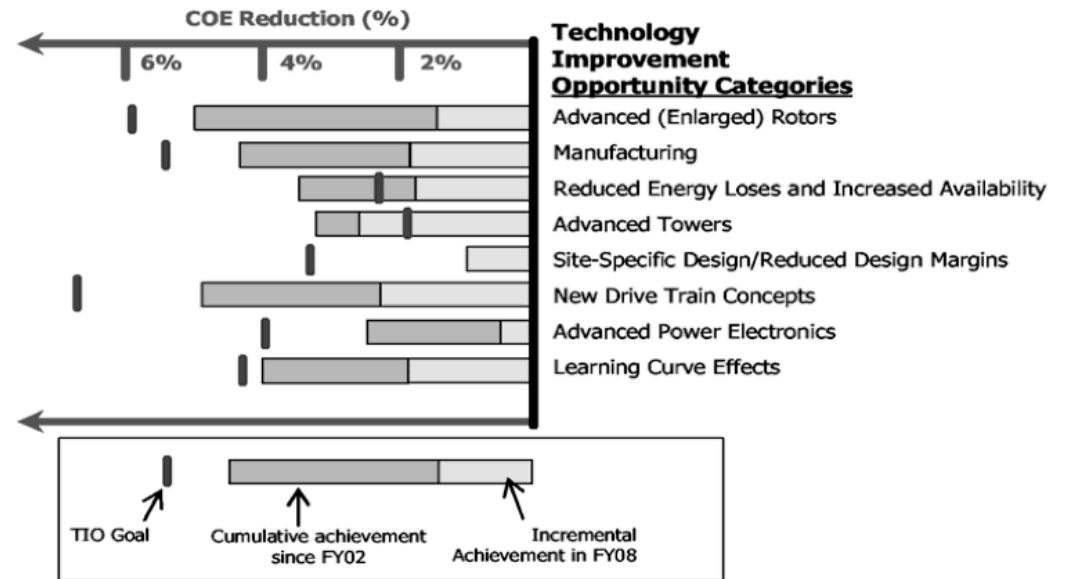 COE Reduction (%)
6%
4%
2%
Technology
Improvement
Opportunity Categories
Advanced (Enlarged) Rotors
Manufacturing
Reduced Energy Loses and Increased Availability
Advanced Towers
Site-Specific Design/Reduced Design Margins
New Drive Train Concepts
Advanced Power Electronics
Learning Curve Effects
TIO Goal
Cumulative achievement
since FY02
Incremental
Achievement in FY08